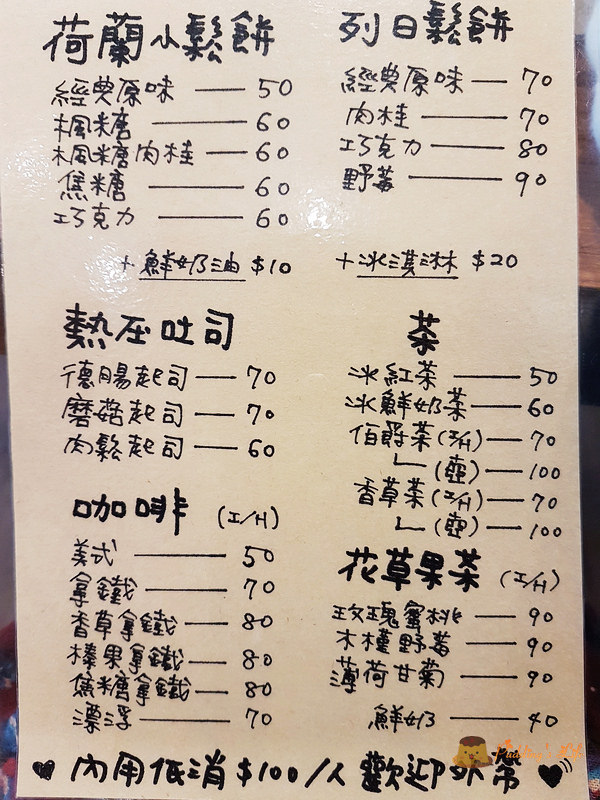 荷蘭小鬆餅
經典原味 — 50
楓糖 — 60
楓糖肉桂 — 60
焦糖 — 60
巧克力 — 60
+鮮奶油 $10
列日鬆餅
經典原味 — 70
肉桂 — 70
巧克力 — 80
野莓 — 90
+冰淇淋 $20
熱压吐司
德腸起司 — 70
磨菇起司 — 70
肉鬆起司 — 60
咖啡 (I/H)
美式 — 50
拿鐵 — 70
香草拿鐵 — 80
榛果拿鐵 — 80
焦糖拿鐵 — 80
漂浮 — 70
茶
冰紅茶 — 50
冰鮮奶茶 — 60
伯爵茶(I/H) — 70
└(壺) — 100
香草茶(I/H) — 70
└(壺) — 100
花草果茶 (I/H)
玫瑰蜜桃 — 90
木槿野莓 — 90
薄荷甘菊 — 90
鮮奶 — 40
內用低消$100/人 歡迎外帶